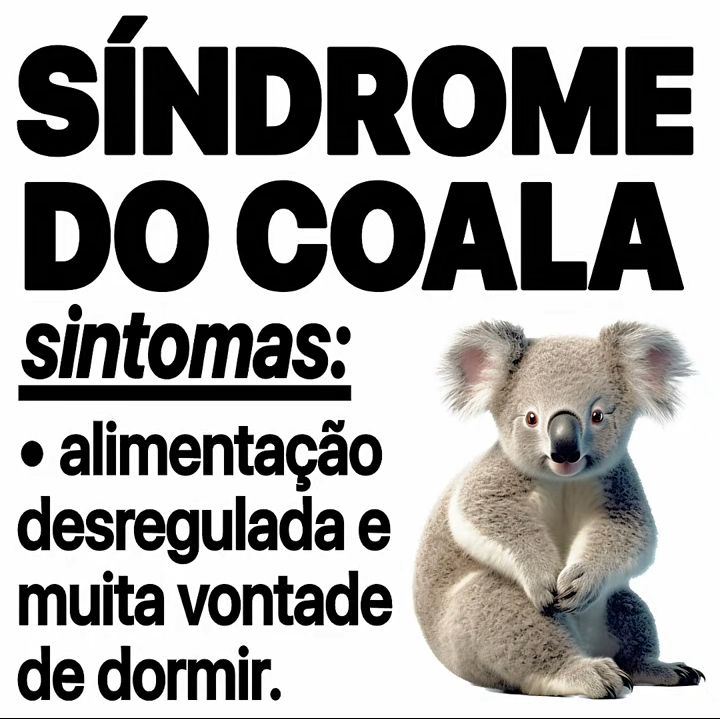 SÍNDROME
DO COALA
sintomas:
• alimentação
desregulada e
muita vontade
de dormir.